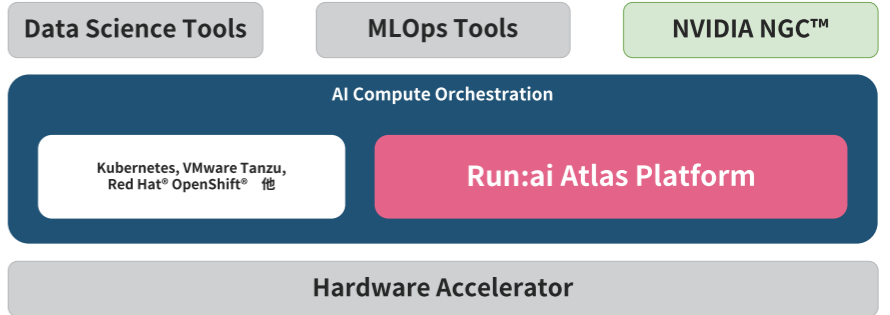 Data Science Tools
MLOps Tools
NVIDIA NGC™
AI Compute Orchestration
Kubernetes, VMware Tanzu,
Red Hat® OpenShift® 他
Run:ai Atlas Platform
Hardware Accelerator